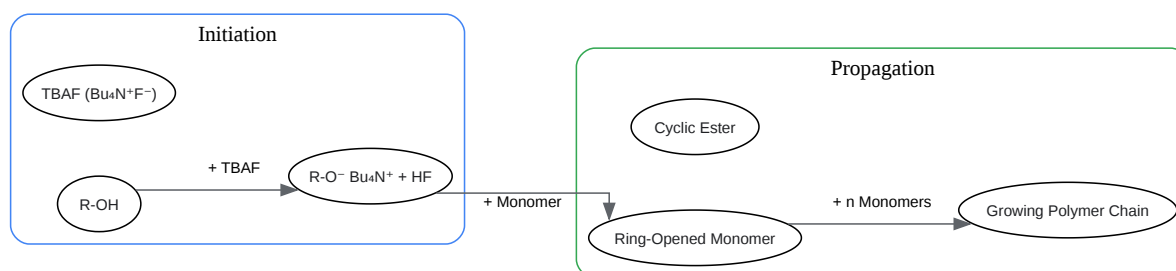 Initiation
TBAF (Bu₄N⁺F⁻)
R-OH
+ TBAF
R-O⁻ Bu₄N⁺ + HF
+ Monomer
Propagation
Cyclic Ester
Ring-Opened Monomer
+ n Monomers
Growing Polymer Chain